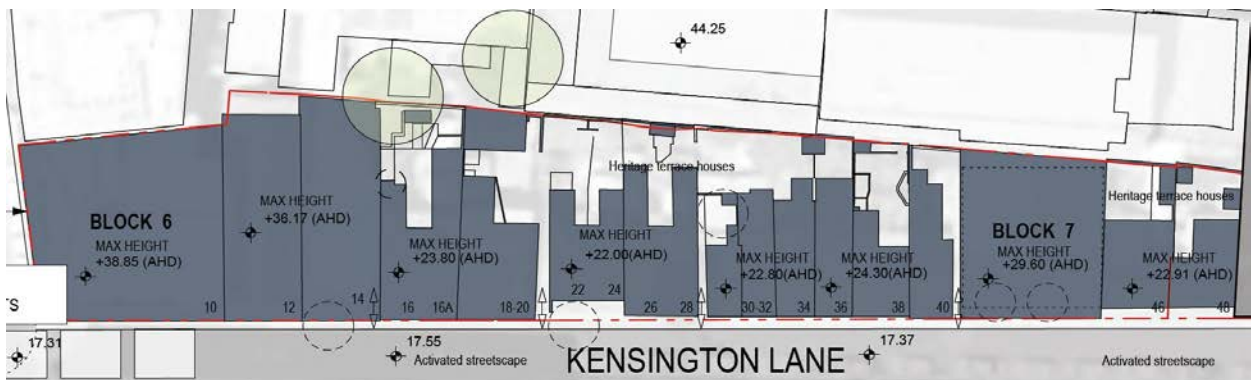 44.25
Heritage terrace houses
Heritage terrace houses
BLOCK 6
MAX HEIGHT
+38.85 (AHD)
MAX HEIGHT
+36.17 (AHD)
MAX HEIGHT
+23.80 (AHD)
MAX HEIGHT
+22.00(AHD)
MAX HEIGHT
+22.80(AHD)
MAX HEIGHT
+24.30(AHD)
BLOCK 7
MAX HEIGHT
+29.60 (AHD)
MAX HEIGHT
+22.91 (AHD)
10
12
14
16
16A
18-20
22
24
26
28
30-32
34
36
38
40
46
48
TS
17.31
17.55
Activated streetscape
KENSINGTON LANE
17.37
Activated streetscape